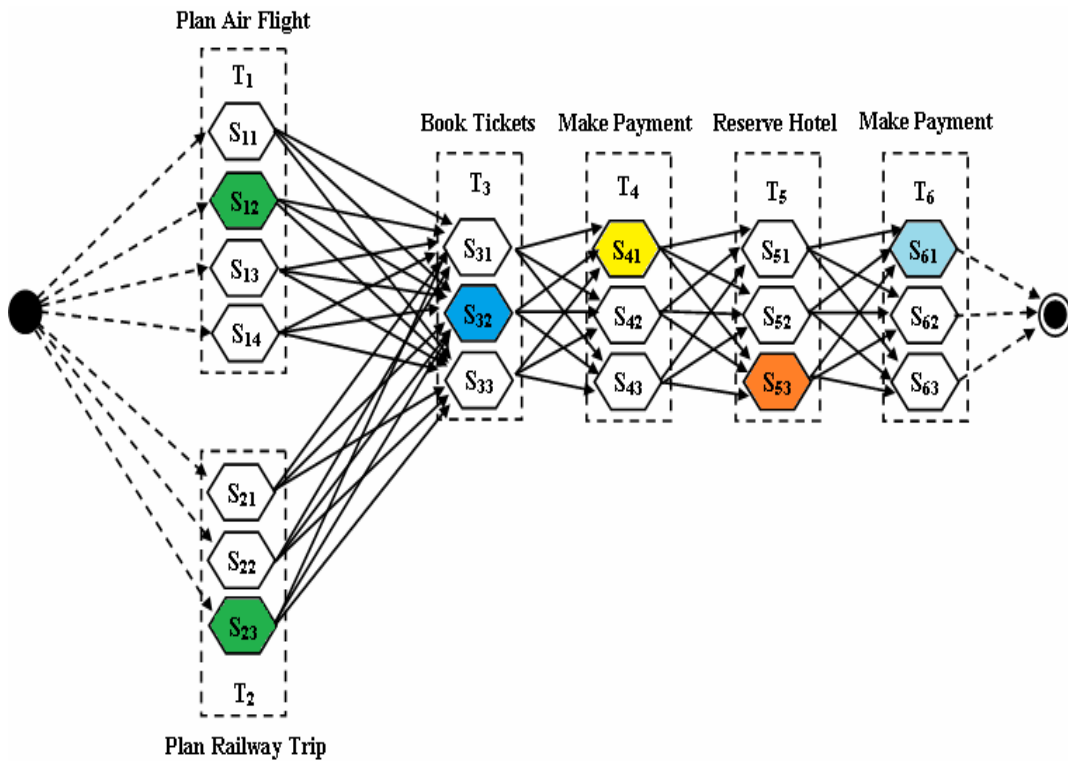 Plan Air Flight
T1
S11
S12
S13
S14
Book Tickets
T3
S31
S32
S33
Make Payment
T4
S41
S42
S43
Reserve Hotel
T5
S51
S52
S53
Make Payment
T6
S61
S62
S63
S21
S22
S23
T2
Plan Railway Trip